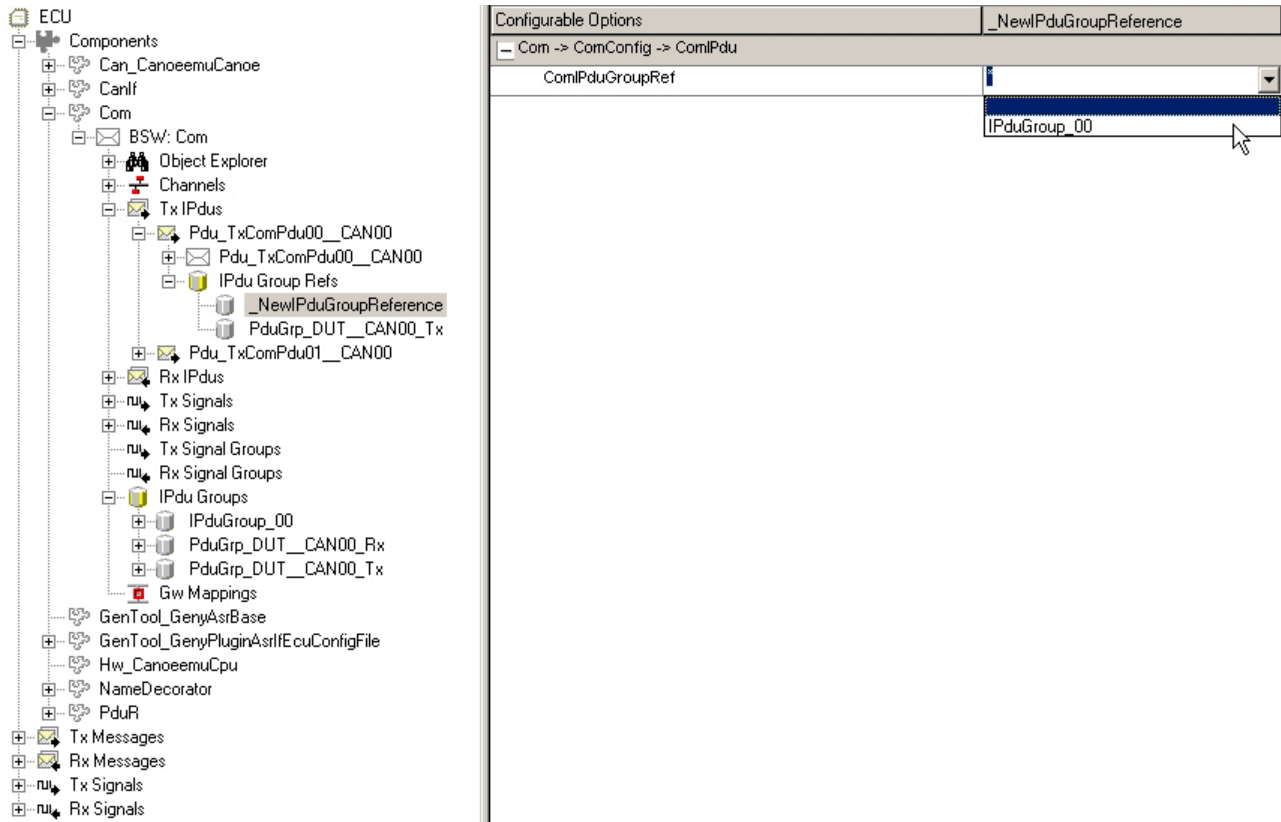 ECU
Components
Can_CanoeemuCanoe
CanIf
Com
BSW: Com
Object Explorer
Channels
Tx IPdus
Pdu_TxComPdu00__CAN00
Pdu_TxComPdu00__CAN00
IPdu Group Refs
_NewIPduGroupReference
PduGrp_DUT__CAN00_Tx
Pdu_TxComPdu01__CAN00
Rx IPdus
Tx Signals
Rx Signals
Tx Signal Groups
Rx Signal Groups
IPdu Groups
IPduGroup_00
PduGrp_DUT__CAN00_Rx
PduGrp_DUT__CAN00_Tx
Gw Mappings
GenTool_GenyAsrBase
GenTool_GenyPluginAsrIfEcuConfigFile
Hw_CanoeemuCpu
NameDecorator
PduR
Tx Messages
Rx Messages
Tx Signals
Rx Signals
Configurable Options _NewIPduGroupReference
Com -> ComConfig -> ComIPdu
ComIPduGroupRef *
IPduGroup_00